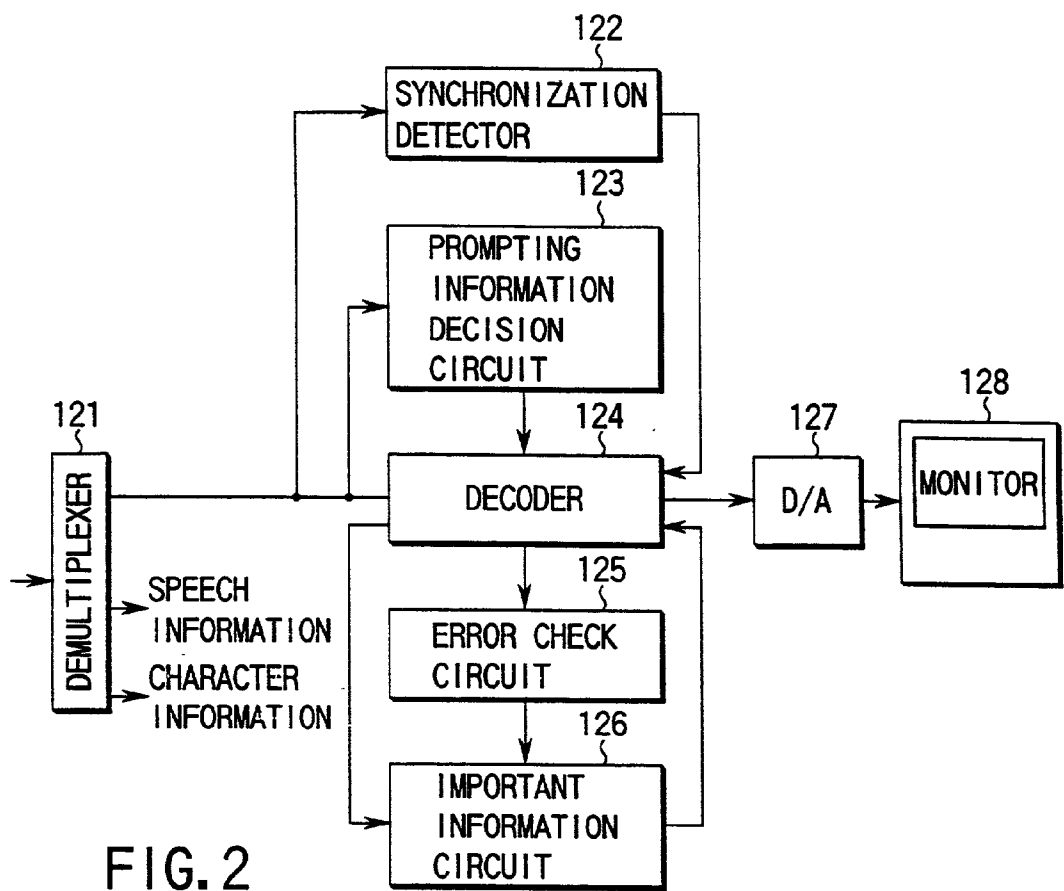 122
SYNCHRONIZATION
DETECTOR
123
PROMPTING
INFORMATION
DECISION
CIRCUIT
121
DEMULTIPLEXER
124
DECODER
127
D/A
128
MONITOR
SPEECH
INFORMATION
CHARACTER
INFORMATION
125
ERROR CHECK
CIRCUIT
126
IMPORTANT
INFORMATION
CIRCUIT
FIG. 2